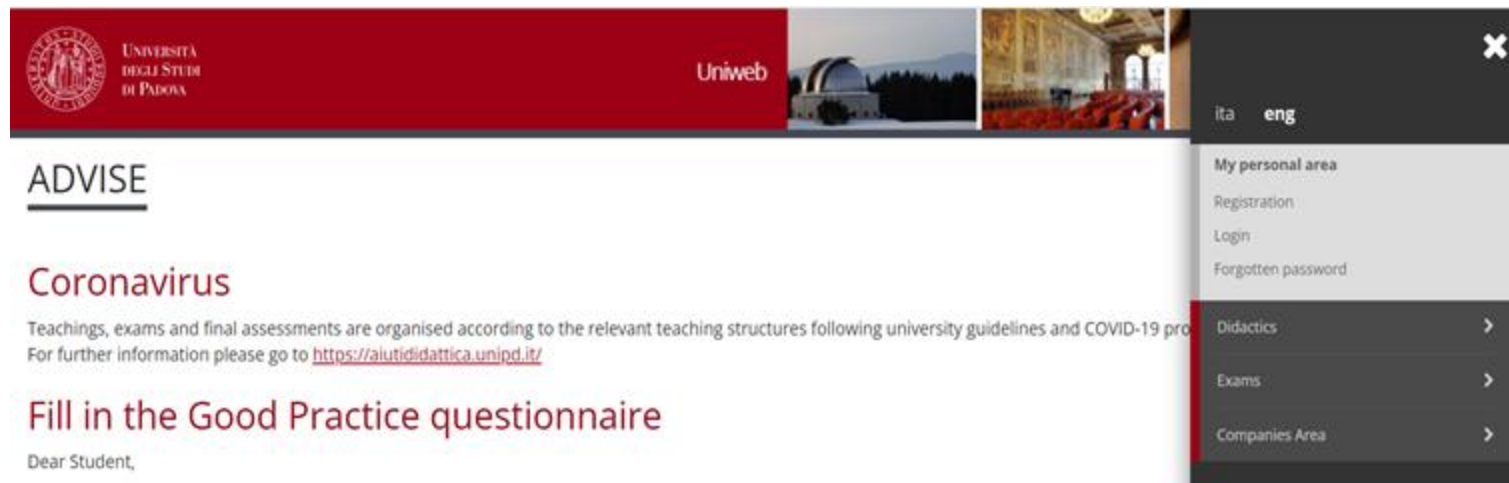 UNIVERSITÀ
DEGLI STUDI
DI PADOVA
Uniweb
ita eng
My personal area
Registration
Login
Forgotten password
Didactics
Exams
Companies Area
ADVISE
Coronavirus
Teachings, exams and final assessments are organised according to the relevant teaching structures following university guidelines and COVID-19 pro
For further information please go to https://aiutididattica.unipd.it/
Fill in the Good Practice questionnaire
Dear Student,